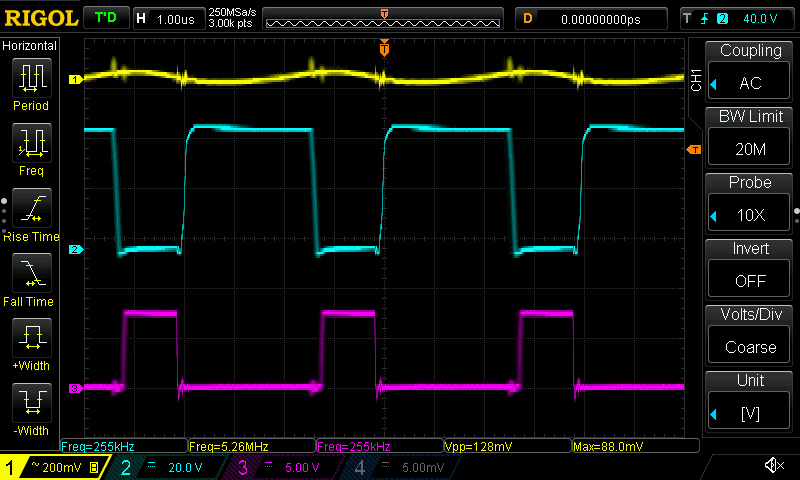 RIGOL T'D H 1.00us 250MSa/s 3.00k pts T D 0.00000000ps T 2 40.0 V
Horizontal
Period
Freq
Rise Time
Fall Time
+Width
-Width
T
1
2
3
T
CH1
Coupling
AC
BW Limit
20M
Probe
10X
Invert
OFF
Volts/Div
Coarse
Unit
[V]
Freq=255kHz Freq=5.26MHz Freq=255kHz Vpp=128mV Max=88.0mV
1 ~ 200mV B 2 = 20.0 V 3 = 5.00 V 4 = 5.00mV